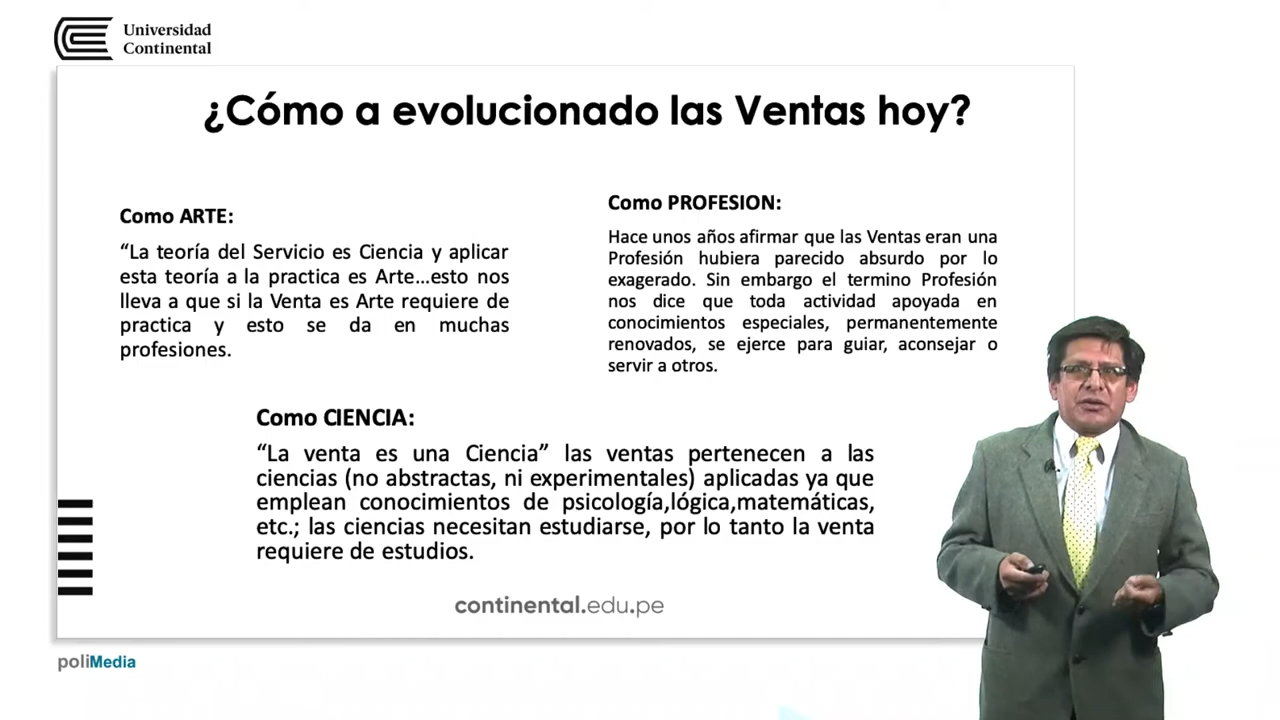 Universidad
Continental
¿Cómo a evolucionado las Ventas hoy?
Como ARTE:
“La teoría del Servicio es Ciencia y aplicar
esta teoría a la practica es Arte...esto nos
lleva a que si la Venta es Arte requiere de
practica y esto se da en muchas
profesiones.
Como PROFESION:
Hace unos años afirmar que las Ventas eran una
Profesión hubiera parecido absurdo por lo
exagerado. Sin embargo el termino Profesión
nos dice que toda actividad apoyada en
conocimientos especiales, permanentemente
renovados, se ejerce para guiar, aconsejar o
servir a otros.
Como CIENCIA:
“La venta es una Ciencia” las ventas pertenecen a las
ciencias (no abstractas, ni experimentales) aplicadas ya que
emplean conocimientos de psicología,lógica,matemáticas,
etc.; las ciencias necesitan estudiarse, por lo tanto la venta
requiere de estudios.
continental.edu.pe
poliMedia